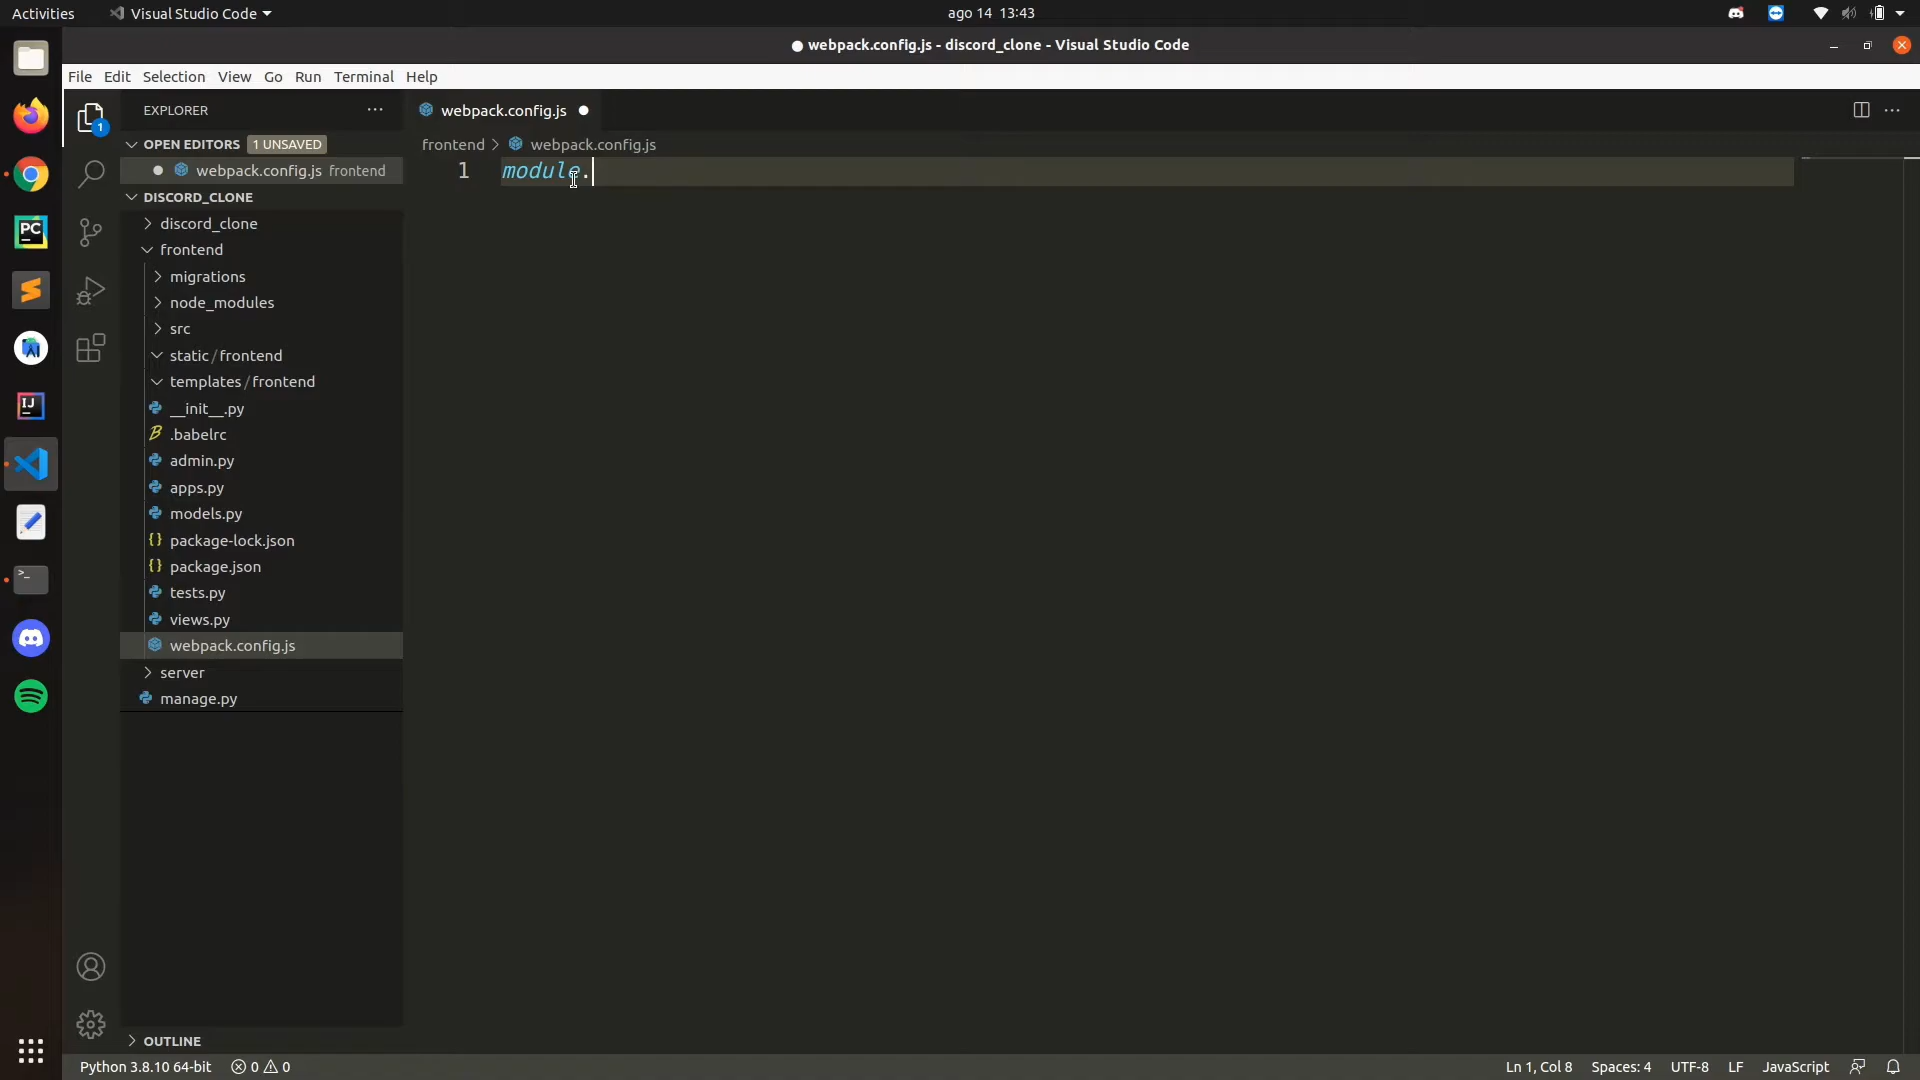 Activities
Visual Studio Code
ago 14 13:43
● webpack.config.js - discord_clone - Visual Studio Code
File Edit Selection View Go Run Terminal Help
EXPLORER
webpack.config.js
OPEN EDITORS 1 UNSAVED
frontend > webpack.config.js
webpack.config.js frontend
1 module.
DISCORD_CLONE
discord_clone
frontend
migrations
node_modules
src
static/frontend
templates/frontend
__init__.py
.babelrc
admin.py
apps.py
models.py
package-lock.json
package.json
tests.py
views.py
webpack.config.js
server
manage.py
OUTLINE
Python 3.8.10 64-bit 0 0 Ln 1, Col 8 Spaces: 4 UTF-8 LF JavaScript